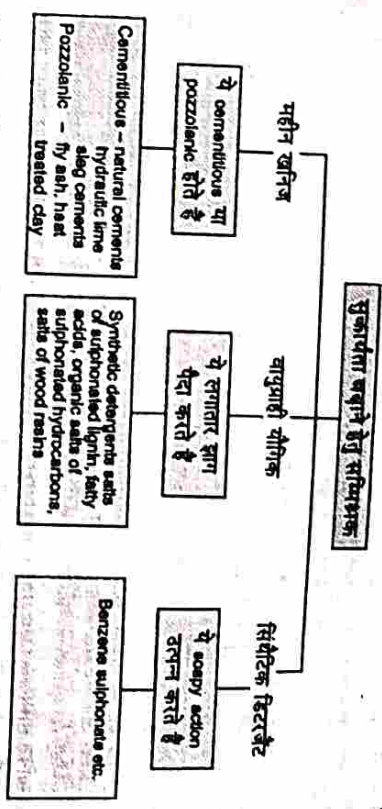 सुकार्यता बढ़ाने हेतु सम्मिश्रक
महीन खनिज
ये cementitious या
pozzolanic होते हैं
Cementitious – natural cements
hydraulic lime
slag cements
Pozzolanic – fly ash, heat
treated clay
वायुग्राही यौगिक
ये लगातार झाग
पैदा करते हैं
Synthetic detergents salts
of sulphonated lignin, fatty
acids, organic salts of
sulphonated hydrocarbons,
salts of wood resins
सिंथेटिक डिटरजेंट
ये soapy action
उत्पन्न करते हैं
Benzene sulphonate etc.